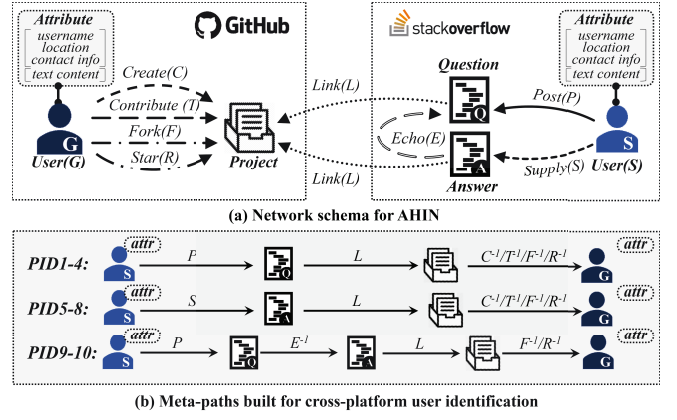 Attribute
username
location
contact info
text content
GitHub
stackoverflow
Attribute
username
location
contact info
text content
Create(C)
Contribute (T)
Fork(F)
Star(R)
G
User(G)
Project
Link(L)
Link(L)
Question
Q
Echo(E)
A
Answer
Post(P)
Supply(S)
S
User(S)
(a) Network schema for AHIN
PID1-4: attr S P Q L C⁻¹/T⁻¹/F⁻¹/R⁻¹ attr G
PID5-8: attr S S A L C⁻¹/T⁻¹/F⁻¹/R⁻¹ attr G
PID9-10: attr S P Q E⁻¹ A L F⁻¹/R⁻¹ attr G
(b) Meta-paths built for cross-platform user identification